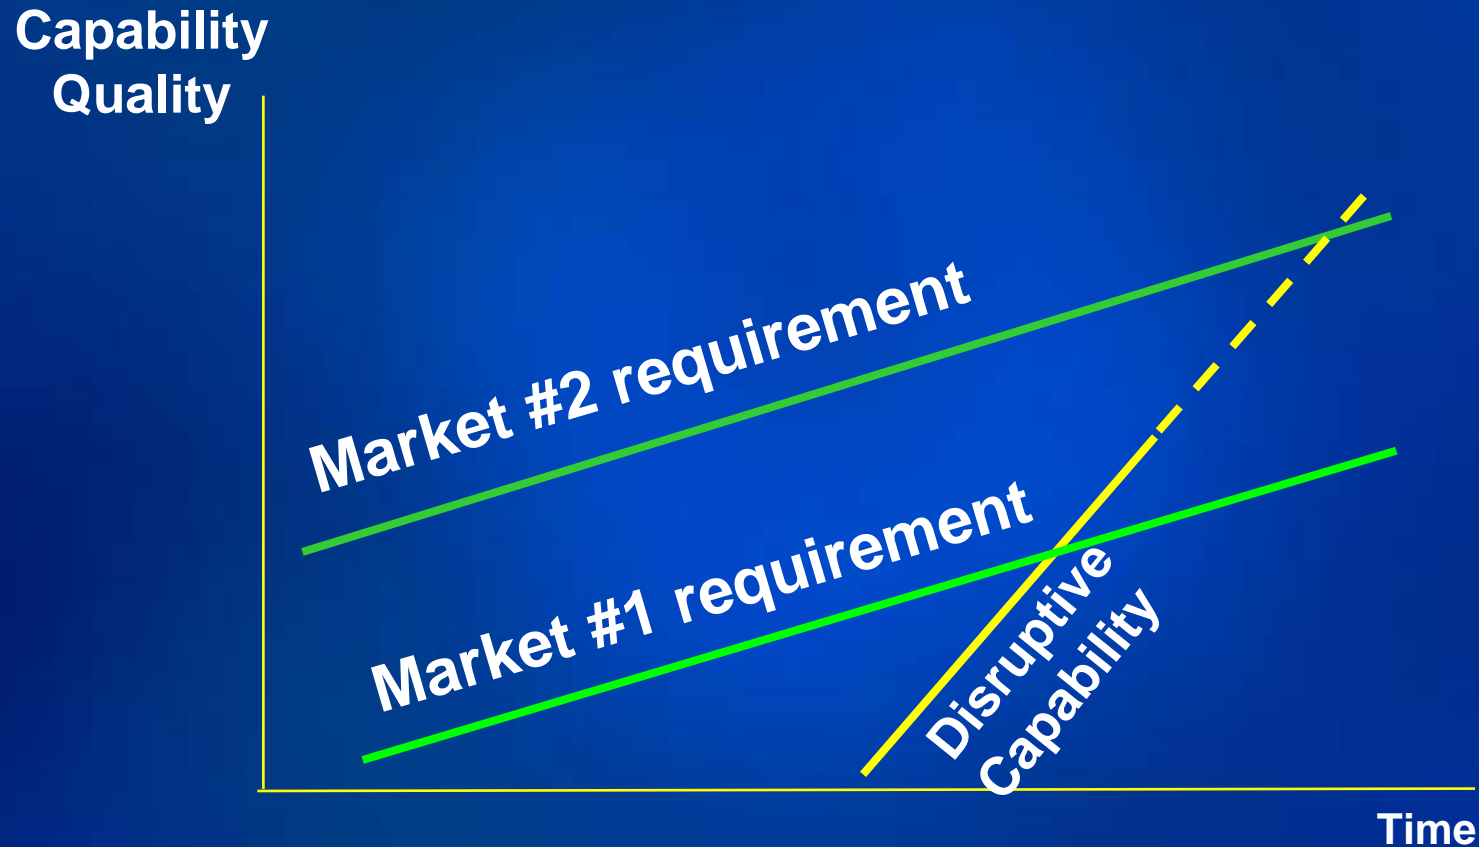 Capability
Quality
Market #2 requirement
Market #1 requirement
Disruptive
Capability
Time